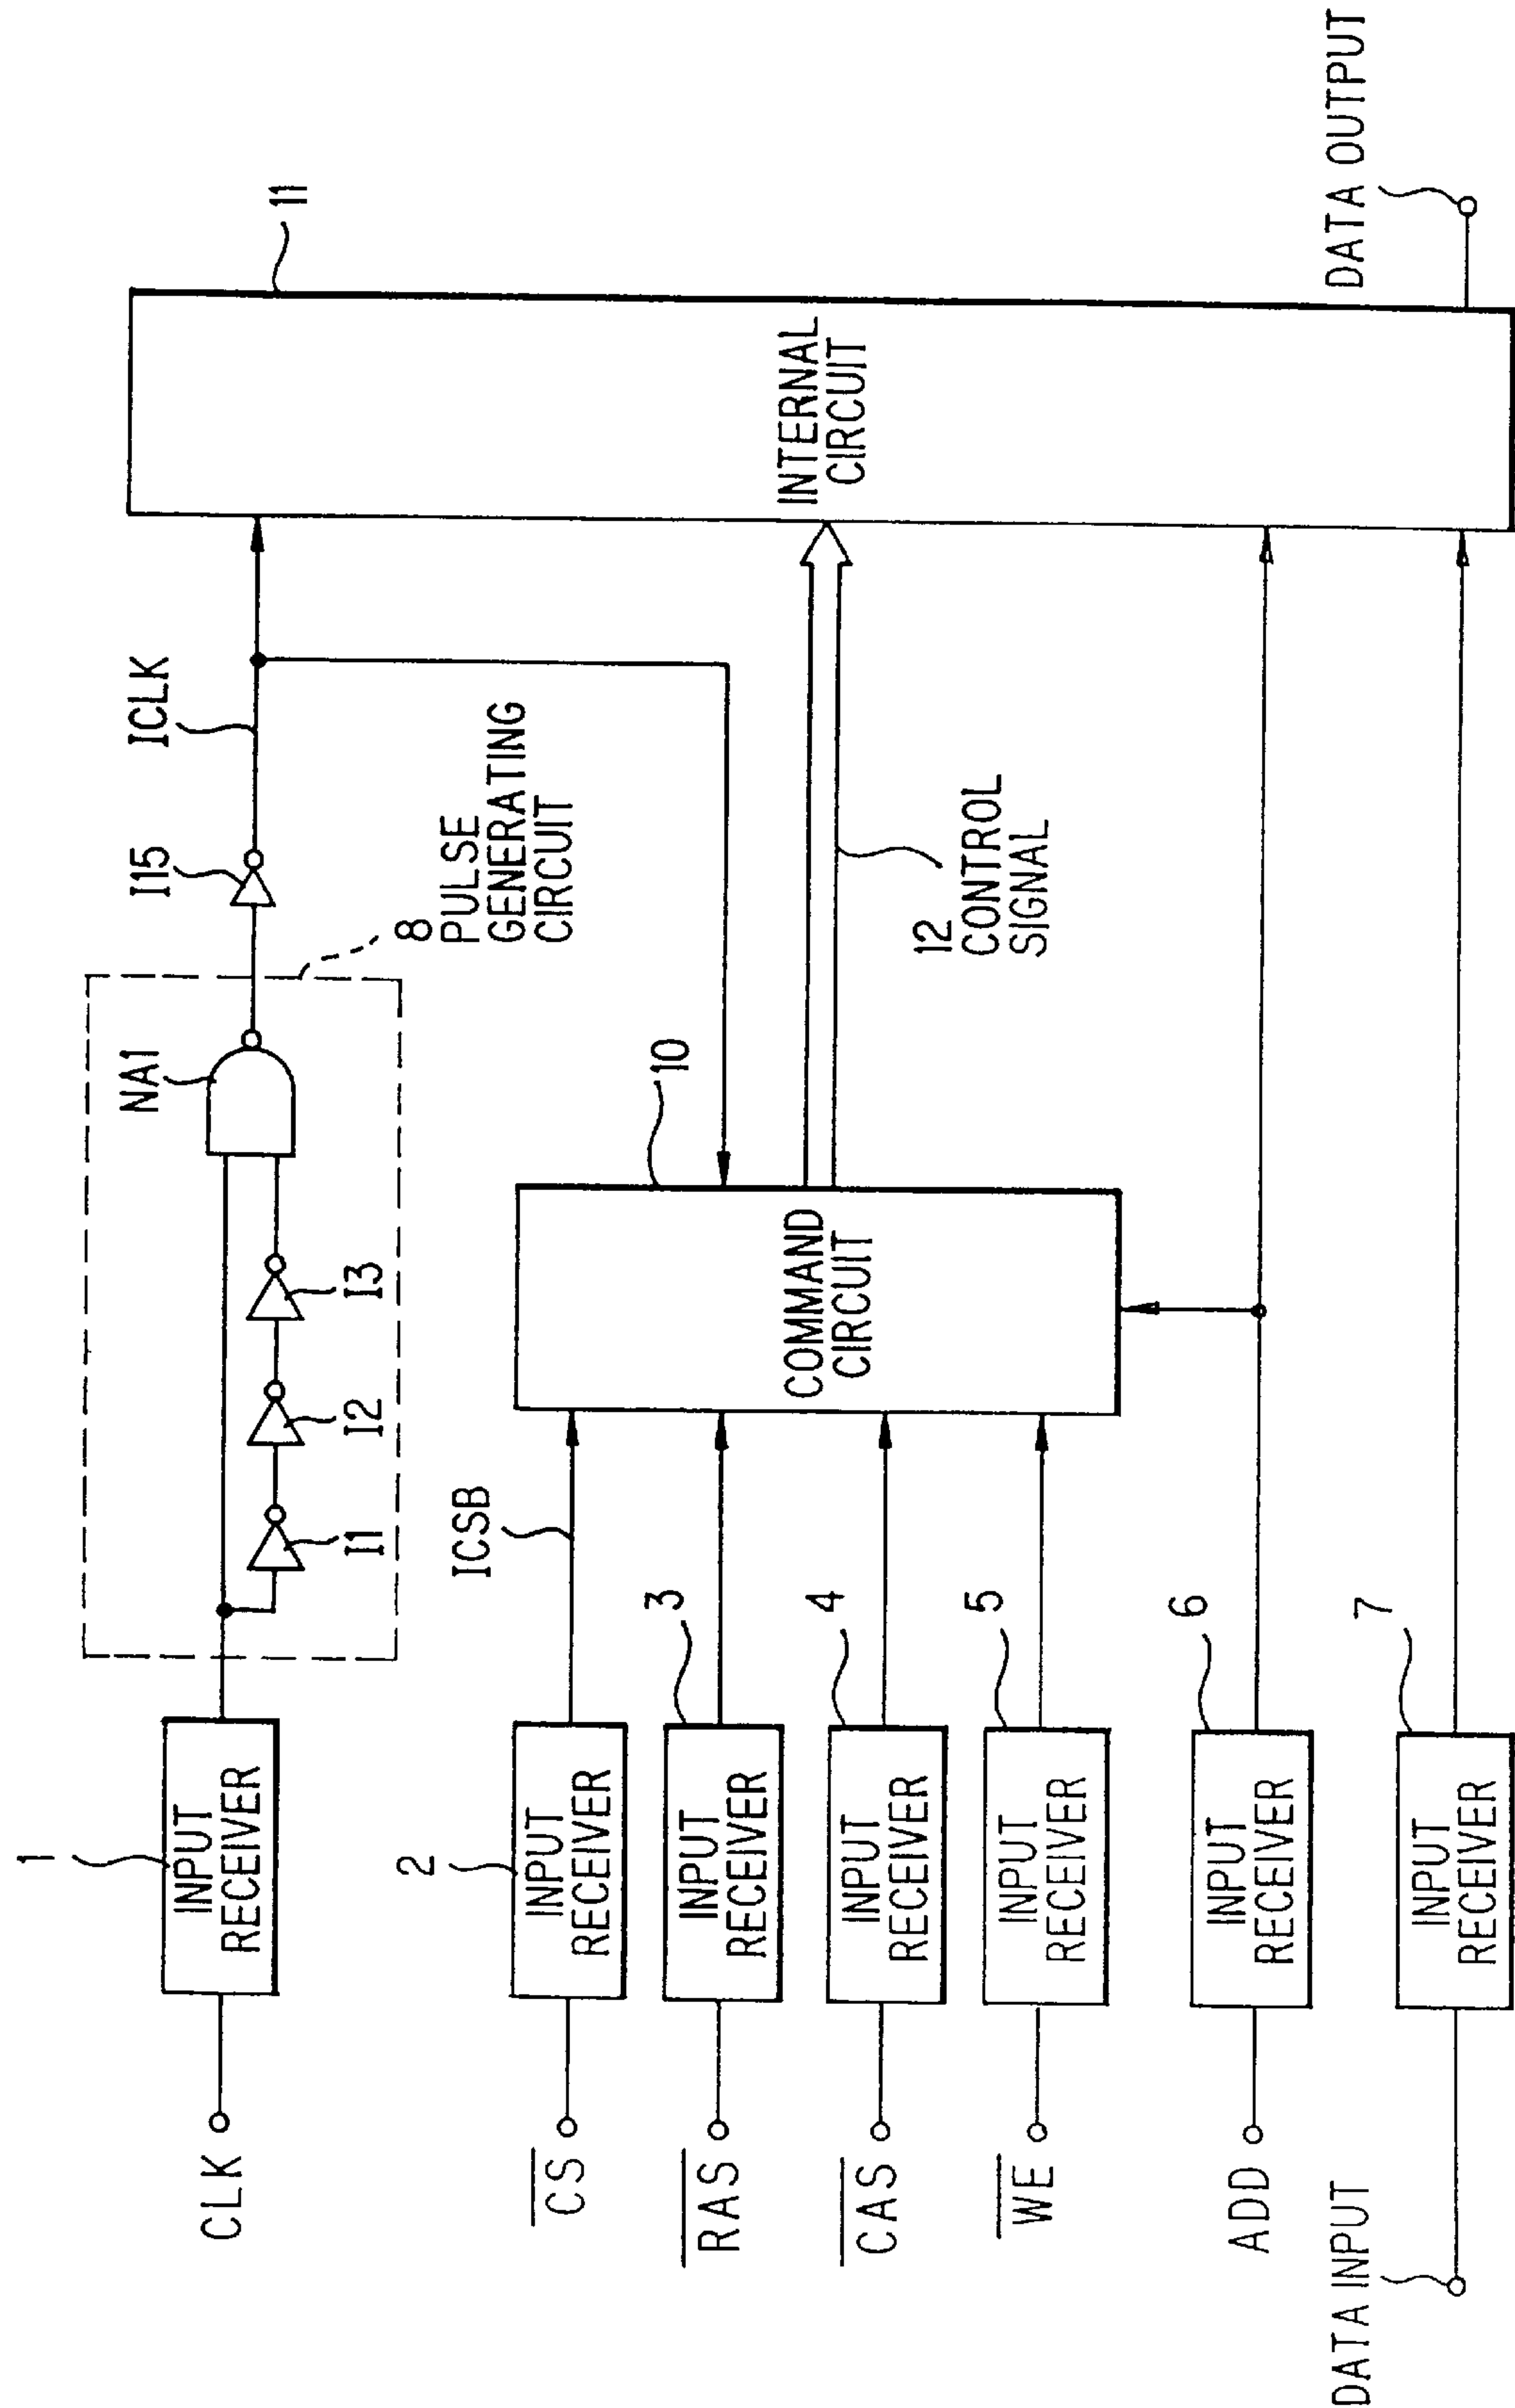 1
INPUT
RECEIVER
CLK
NA1
I1
I2
I3
8
PULSE
GENERATING
CIRCUIT
I15
ICLK
11
INTERNAL
CIRCUIT
2
INPUT
RECEIVER
CS
ICSB
3
INPUT
RECEIVER
RAS
4
INPUT
RECEIVER
CAS
5
INPUT
RECEIVER
WE
10
COMMAND
CIRCUIT
12
CONTROL
SIGNAL
6
INPUT
RECEIVER
ADD
7
INPUT
RECEIVER
DATA INPUT
DATA OUTPUT